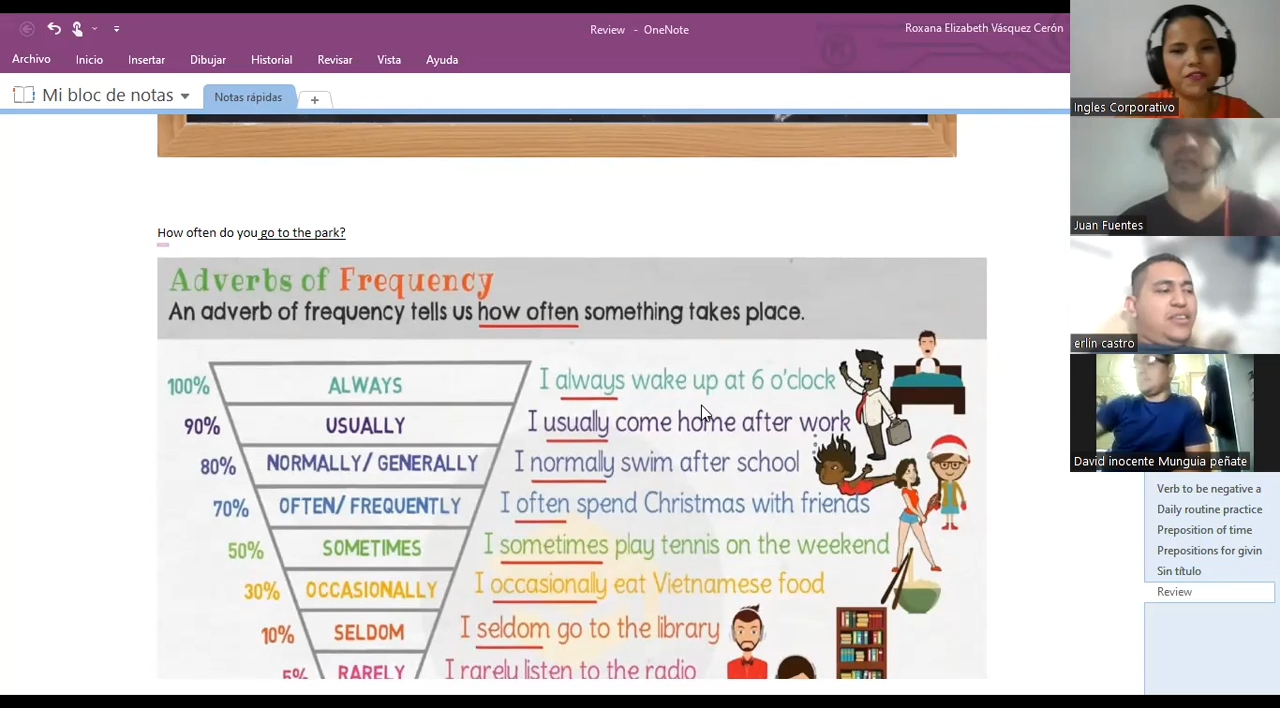 Review - OneNote
Roxana Elizabeth Vásquez Cerón
Archivo Inicio Insertar Dibujar Historial Revisar Vista Ayuda
Mi bloc de notas
Notas rápidas
+
How often do you go to the park?
Adverbs of Frequency
An adverb of frequency tells us how often something takes place.
100% ALWAYS I always wake up at 6 o'clock
90% USUALLY I usually come home after work
80% NORMALLY/ GENERALLY I normally swim after school
70% OFTEN/ FREQUENTLY I often spend Christmas with friends
50% SOMETIMES I sometimes play tennis on the weekend
30% OCCASIONALLY I occasionally eat Vietnamese food
10% SELDOM I seldom go to the library
5% RARELY I rarely listen to the radio
Ingles Corporativo
Juan Fuentes
erlin castro
David inocente Munguia peñate
Verb to be negative a
Daily routine practice
Preposition of time
Prepositions for givin
Sin título
Review